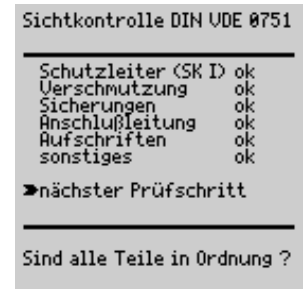 Sichtkontrolle DIN VDE 0751
Schutzleiter (SK I) ok
Verschmutzung ok
Sicherungen ok
Anschlußleitung ok
Aufschriften ok
sonstiges ok
➤nächster Prüfschritt
Sind alle Teile in Ordnung ?